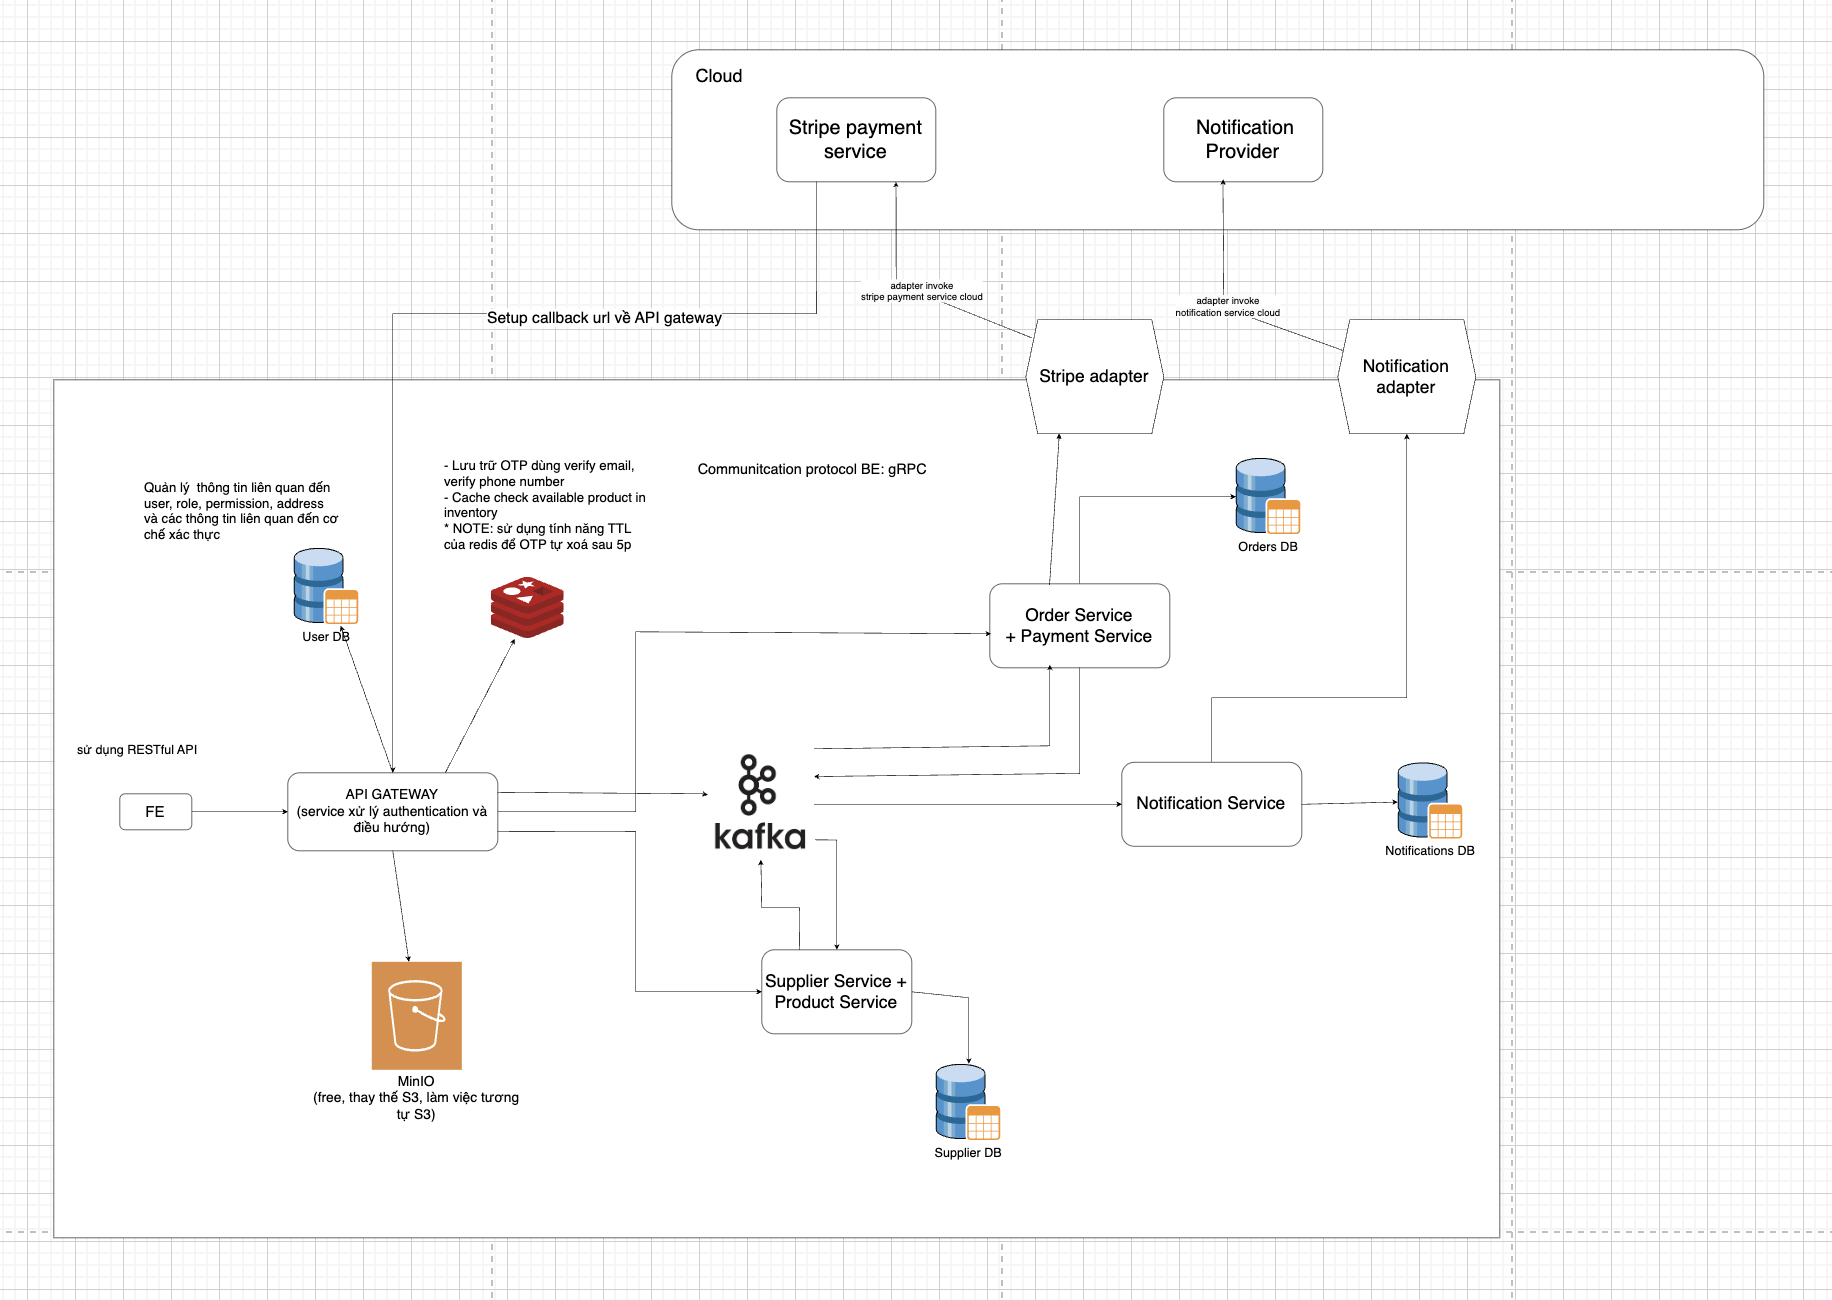 Cloud
Stripe payment
service
Notification
Provider
adapter invoke
stripe payment service cloud
adapter invoke
notification service cloud
Setup callback url về API gateway
Stripe adapter
Notification
adapter
- Lưu trữ OTP dùng verify email,
verify phone number
- Cache check available product in
inventory
* NOTE: sử dụng tính năng TTL
của redis để OTP tự xoá sau 5p
Communitcation protocol BE: gRPC
Quản lý  thông tin liên quan đến
user, role, permission, address
và các thông tin liên quan đến cơ
chế xác thực
Orders DB
User DB
Order Service
+ Payment Service
sử dụng RESTful API
FE
API GATEWAY
(service xử lý authentication và
điều hướng)
kafka
Notification Service
Notifications DB
Supplier Service +
Product Service
MinIO
(free, thay thế S3, làm việc tương
tự S3)
Supplier DB